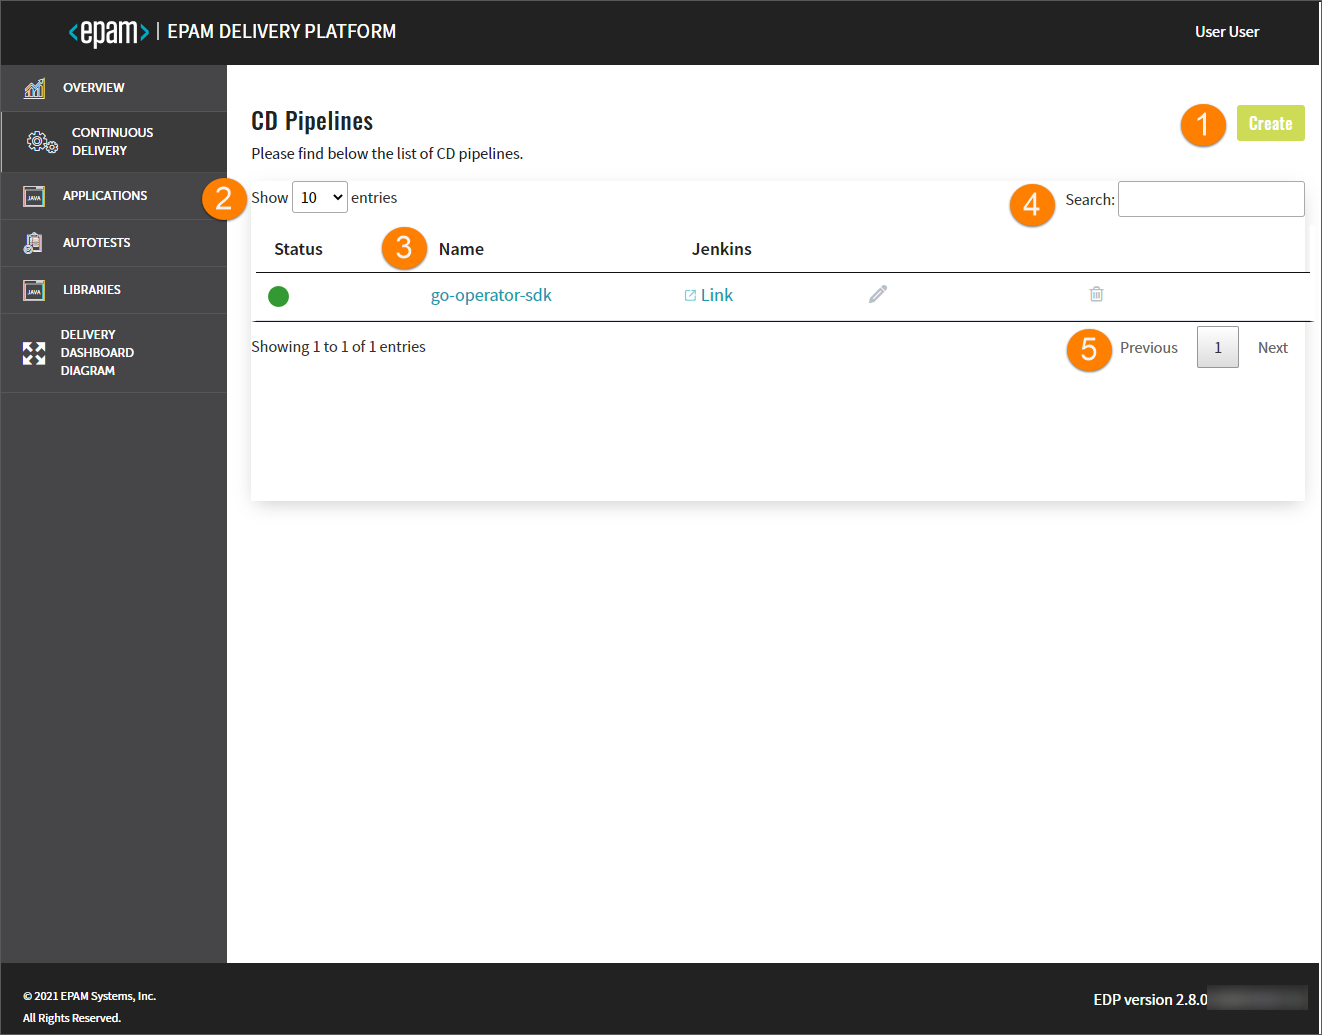 <epam> | EPAM DELIVERY PLATFORM
User User
OVERVIEW
CONTINUOUS
DELIVERY
JAVA APPLICATIONS
AUTOTESTS
JAVA LIBRARIES
DELIVERY
DASHBOARD
DIAGRAM
CD Pipelines
1 Create
Please find below the list of CD pipelines.
2 Show 10 entries
4 Search:
Status 3 Name Jenkins
go-operator-sdk Link
Showing 1 to 1 of 1 entries
5 Previous 1 Next
© 2021 EPAM Systems, Inc.
All Rights Reserved.
EDP version 2.8.0